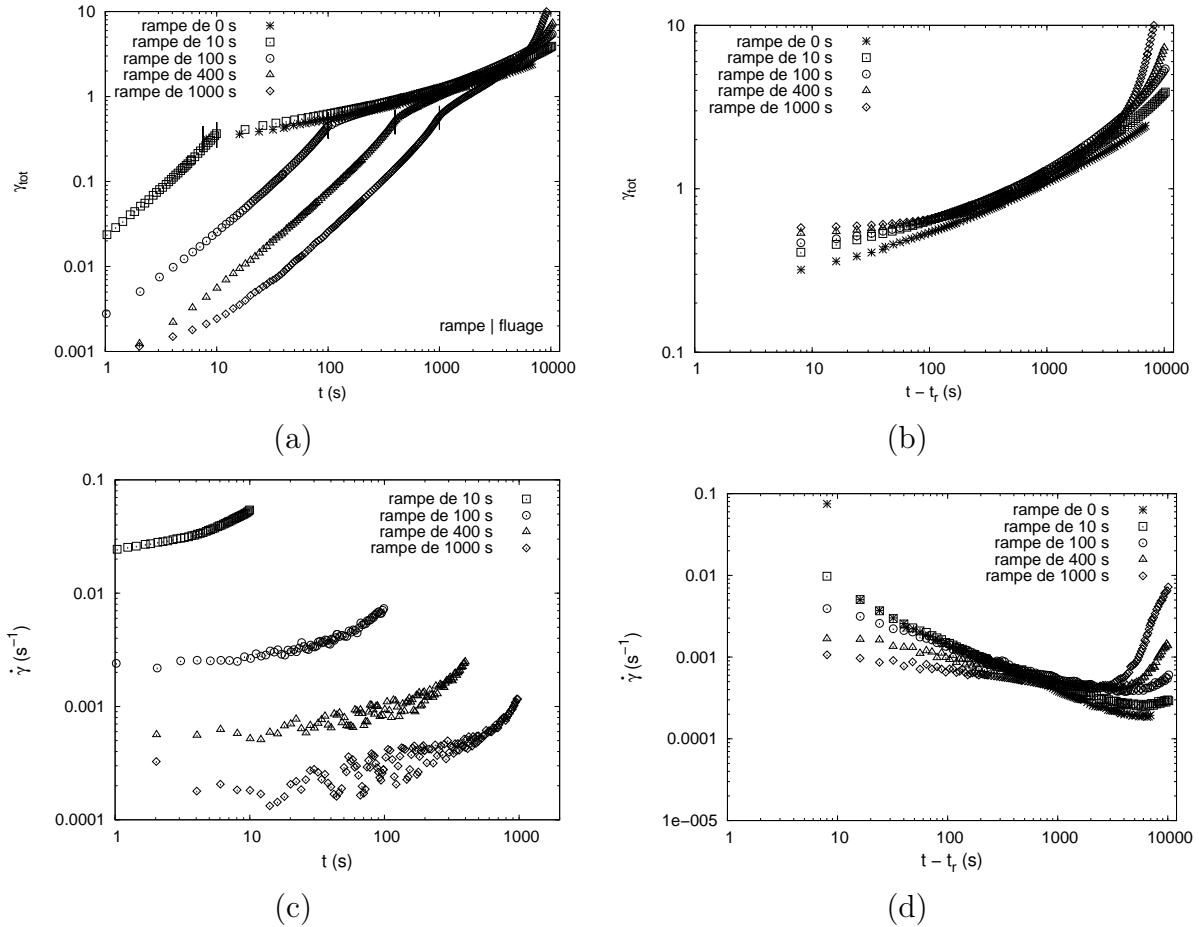 10
1
0.1
0.01
0.001
γtot
rampe de 0 s
rampe de 10 s
rampe de 100 s
rampe de 400 s
rampe de 1000 s
rampe | fluage
1 10 100 1000 10000
t (s)
(a)
10
1
0.1
γtot
rampe de 0 s
rampe de 10 s
rampe de 100 s
rampe de 400 s
rampe de 1000 s
1 10 100 1000 10000
t − tr (s)
(b)
0.1
0.01
0.001
0.0001
γ̇ (s−1)
rampe de 10 s
rampe de 100 s
rampe de 400 s
rampe de 1000 s
1 10 100 1000
t (s)
(c)
0.1
0.01
0.001
0.0001
1e−005
γ̇ (s−1)
rampe de 0 s
rampe de 10 s
rampe de 100 s
rampe de 400 s
rampe de 1000 s
1 10 100 1000 10000
t − tr (s)
(d)